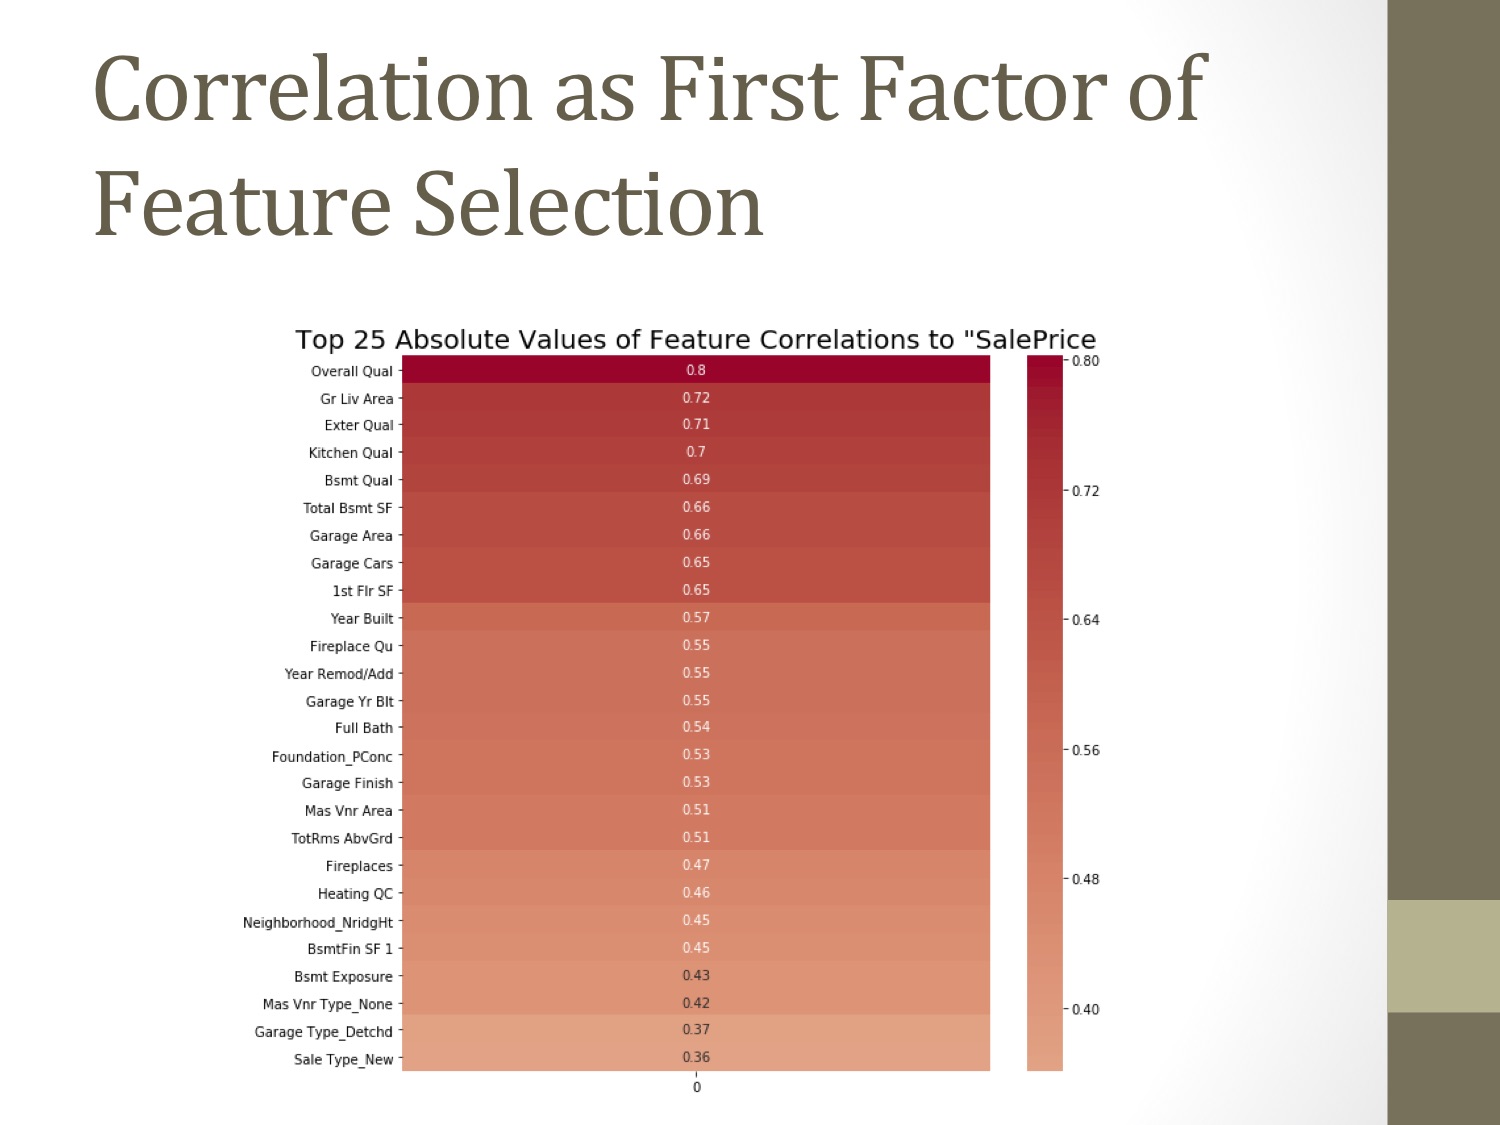 Correlation as First Factor of
Feature Selection
Top 25 Absolute Values of Feature Correlations to "SalePrice
Overall Qual 0.8
Gr Liv Area 0.72
Exter Qual 0.71
Kitchen Qual 0.7
Bsmt Qual 0.69
Total Bsmt SF 0.66
Garage Area 0.66
Garage Cars 0.65
1st Flr SF 0.65
Year Built 0.57
Fireplace Qu 0.55
Year Remod/Add 0.55
Garage Yr Blt 0.55
Full Bath 0.54
Foundation_PConc 0.53
Garage Finish 0.53
Mas Vnr Area 0.51
TotRms AbvGrd 0.51
Fireplaces 0.47
Heating QC 0.46
Neighborhood_NridgHt 0.45
BsmtFin SF 1 0.45
Bsmt Exposure 0.43
Mas Vnr Type_None 0.42
Garage Type_Detchd 0.37
Sale Type_New 0.36
0
0.80
0.72
0.64
0.56
0.48
0.40